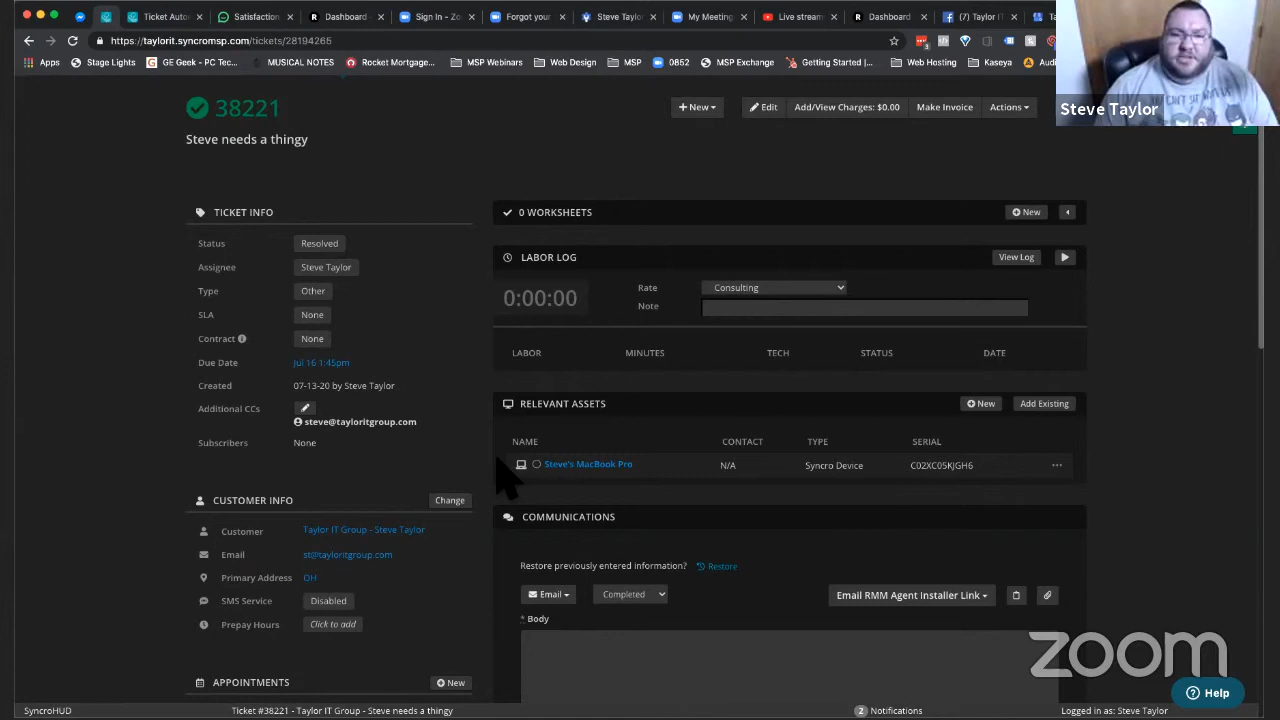 Ticket Auto
Satisfaction
Dashboard -
Sign In - Zo
Forgot your
Steve Taylor
My Meeting
Live stream
Dashboard
(7) Taylor IT
https://taylorit.syncromsp.com/tickets/28194265
Apps
Stage Lights
GE Geek - PC Tec...
MUSICAL NOTES
Rocket Mortgage...
MSP Webinars
Web Design
MSP
0862
MSP Exchange
Getting Started |...
Web Hosting
Kaseya
Steve Taylor
38221
New
Edit
Add/View Charges: $0.00
Make Invoice
Actions
Steve needs a thingy
TICKET INFO
Status Resolved
Assignee Steve Taylor
Type Other
SLA None
Contract None
Due Date Jul 16 1:45pm
Created 07-13-20 by Steve Taylor
Additional CCs
steve@tayloritgroup.com
Subscribers None
CUSTOMER INFO Change
Customer Taylor IT Group - Steve Taylor
Email st@tayloritgroup.com
Primary Address OH
SMS Service Disabled
Prepay Hours Click to add
APPOINTMENTS New
0 WORKSHEETS New
LABOR LOG View Log
0:00:00
Rate Consulting
Note
LABOR MINUTES TECH STATUS DATE
RELEVANT ASSETS New Add Existing
NAME CONTACT TYPE SERIAL
Steve's MacBook Pro N/A Syncro Device C02XC05KJGH6
COMMUNICATIONS
Restore previously entered information? Restore
Email Completed Email RMM Agent Installer Link
* Body
zoom
Help
SyncroHUD
Ticket #38221 - Taylor IT Group - Steve needs a thingy
2 Notifications
Logged in as: Steve Taylor